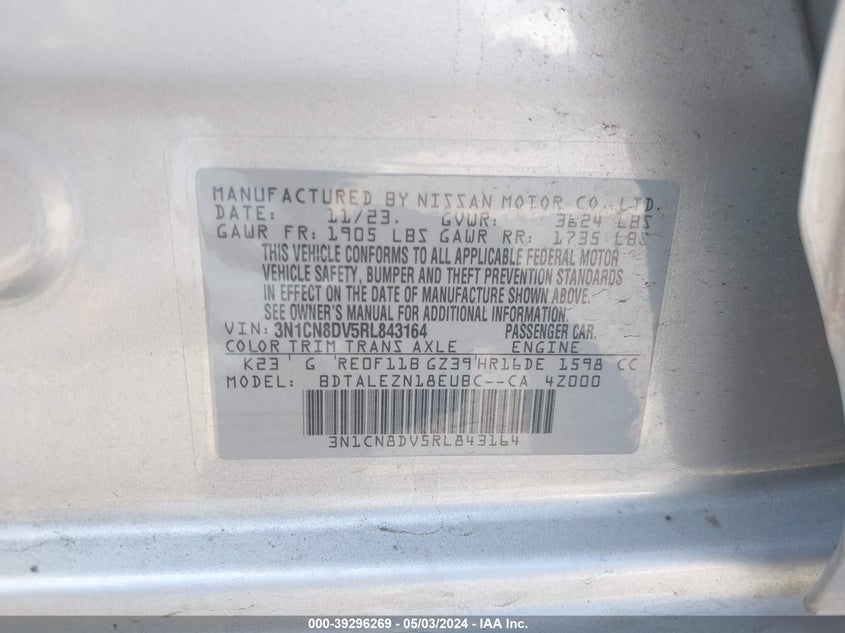 MANUFACTURED BY NISSAN MOTOR CO.,LTD.
DATE: 11/23. GVWR: 3624 LBS
GAWR FR: 1905 LBS GAWR RR: 1735 LBS
THIS VEHICLE CONFORMS TO ALL APPLICABLE FEDERAL MOTOR
VEHICLE SAFETY, BUMPER AND THEFT PREVENTION STANDARDS
IN EFFECT ON THE DATE OF MANUFACTURE SHOWN ABOVE.
SEE OWNER'S MANUAL FOR ADDITIONAL INFORMATION.
VIN: 3N1CN8DV5RL843164 PASSENGER CAR.
COLOR TRIM TRANS AXLE ENGINE
K23 G RE0F11B GZ39 HR16DE 1598 CC
MODEL: BDTALEZN18EUBC--CA 4Z000
3N1CN8DV5RL843164
000-39296269 - 05/03/2024 - IAA Inc.